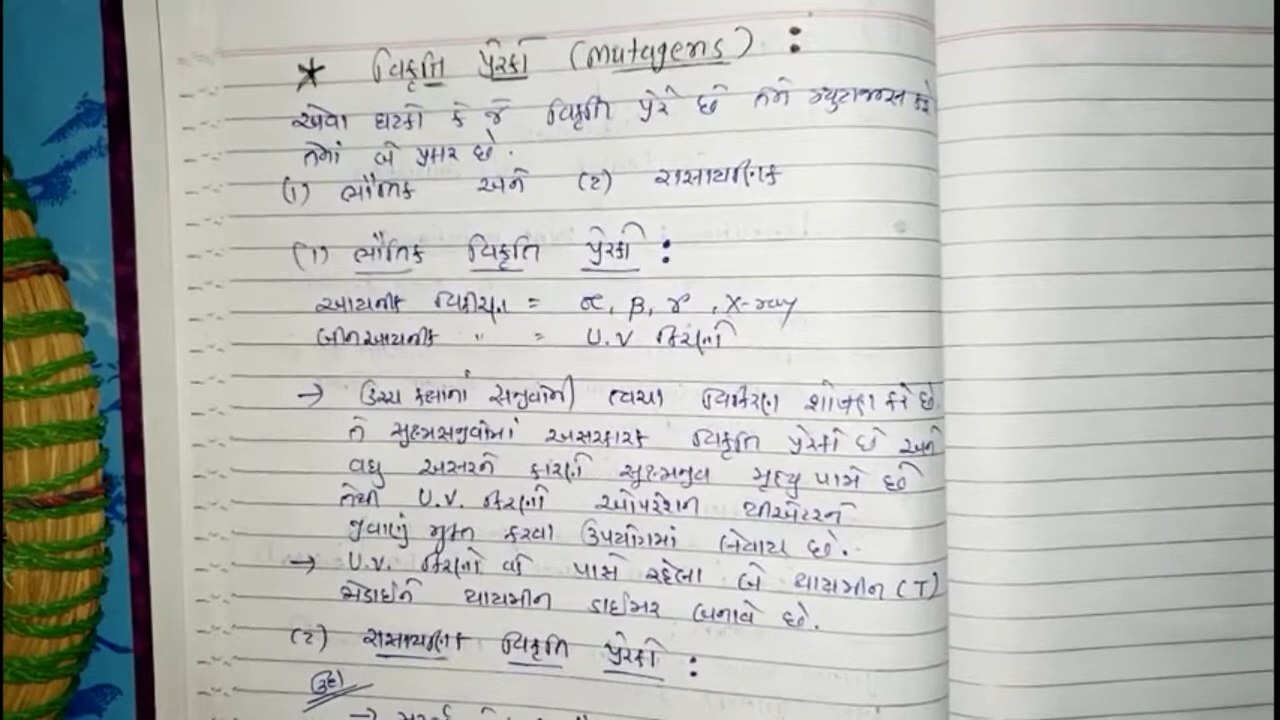 * વિકૃતિ પ્રેરકો (Mutagens) :
એવા ઘટકો કે જે વિકૃતિ પ્રેરે છે તેને મ્યુટાજન્સ કહે
તેમાં બે પ્રકાર છે.
(1) ભૌતિક અને (2) રાસાયણિક
(1) ભૌતિક વિકૃતિ પ્રેરકો :
આયનીક વિકીરણ = α, β, γ, X-ray
બીનઆયનીક " = U.V કિરણો
→ ઉચ્ચ કક્ષાનાં સજીવોની ત્વચા વિકિરણ શોષણ કરે છે
તે સુક્ષ્મસજીવોમાં અસરકારક વિકૃતિ પ્રેરકો છે અને
વધુ અસરને કારણે સુક્ષ્મજીવ મૃત્યુ પામે છે
તેથી U.V. કિરણો ઓપરેશન થીએટરને
જીવાણું મુક્ત કરવા ઉપયોગમાં લેવાય છે.
→ U.V. કિરણો પાસે રહેલા બે થાયમીન (T)
જોડાઈને થાયમીન ડાઈમર બનાવે છે.
(2) રાસાયણિક વિકૃતિ પ્રેરકો :
ઉદા
→